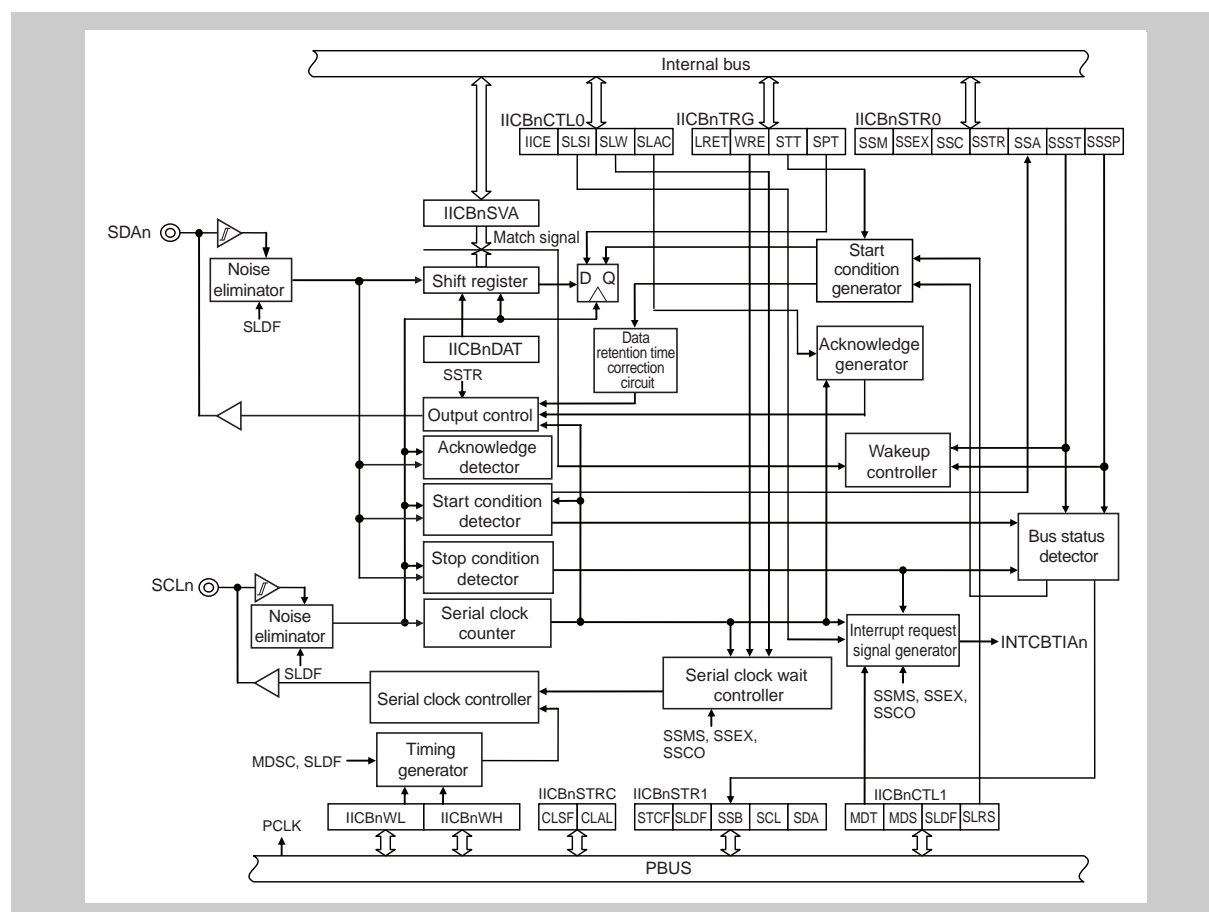 Internal bus
IICBnCTL0
IICBnTRG
IICBnSTR0
IICE SLSI SLW SLAC
LRET WRE STT SPT
SSM SSEX SSC SSTR SSA SSST SSSP
IICBnSVA
SDAn
Match signal
Noise
eliminator
Shift register
D Q
Start
condition
generator
SLDF
IICBnDAT
Data
retention time
correction
circuit
Acknowledge
generator
SSTR
Output control
Acknowledge
detector
Wakeup
controller
Start condition
detector
Bus status
detector
Stop condition
detector
SCLn
Noise
eliminator
Serial clock
counter
Interrupt request
signal generator
INTCBTIAn
SLDF
Serial clock controller
Serial clock wait
controller
SSMS, SSEX,
SSCO
SSMS, SSEX,
SSCO
Timing
generator
MDSC, SLDF
IICBnSTRC
IICBnSTR1
IICBnCTL1
IICBnWL IICBnWH
CLSF CLAL
STCF SLDF SSB SCL SDA
MDT MDS SLDF SLRS
PCLK
PBUS